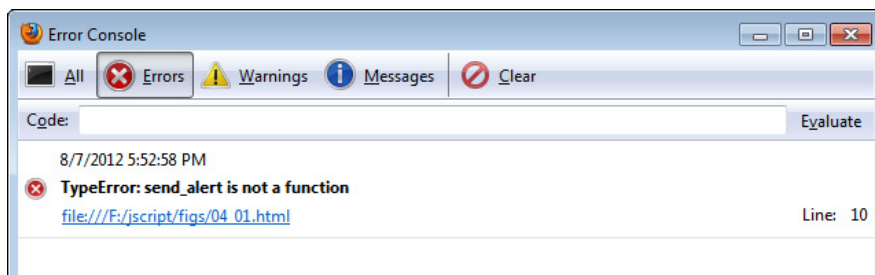 Error Console
All Errors Warnings Messages Clear
Code: Evaluate
8/7/2012 5:52:58 PM
TypeError: send_alert is not a function
file:///F:/jscript/figs/04_01.html Line: 10